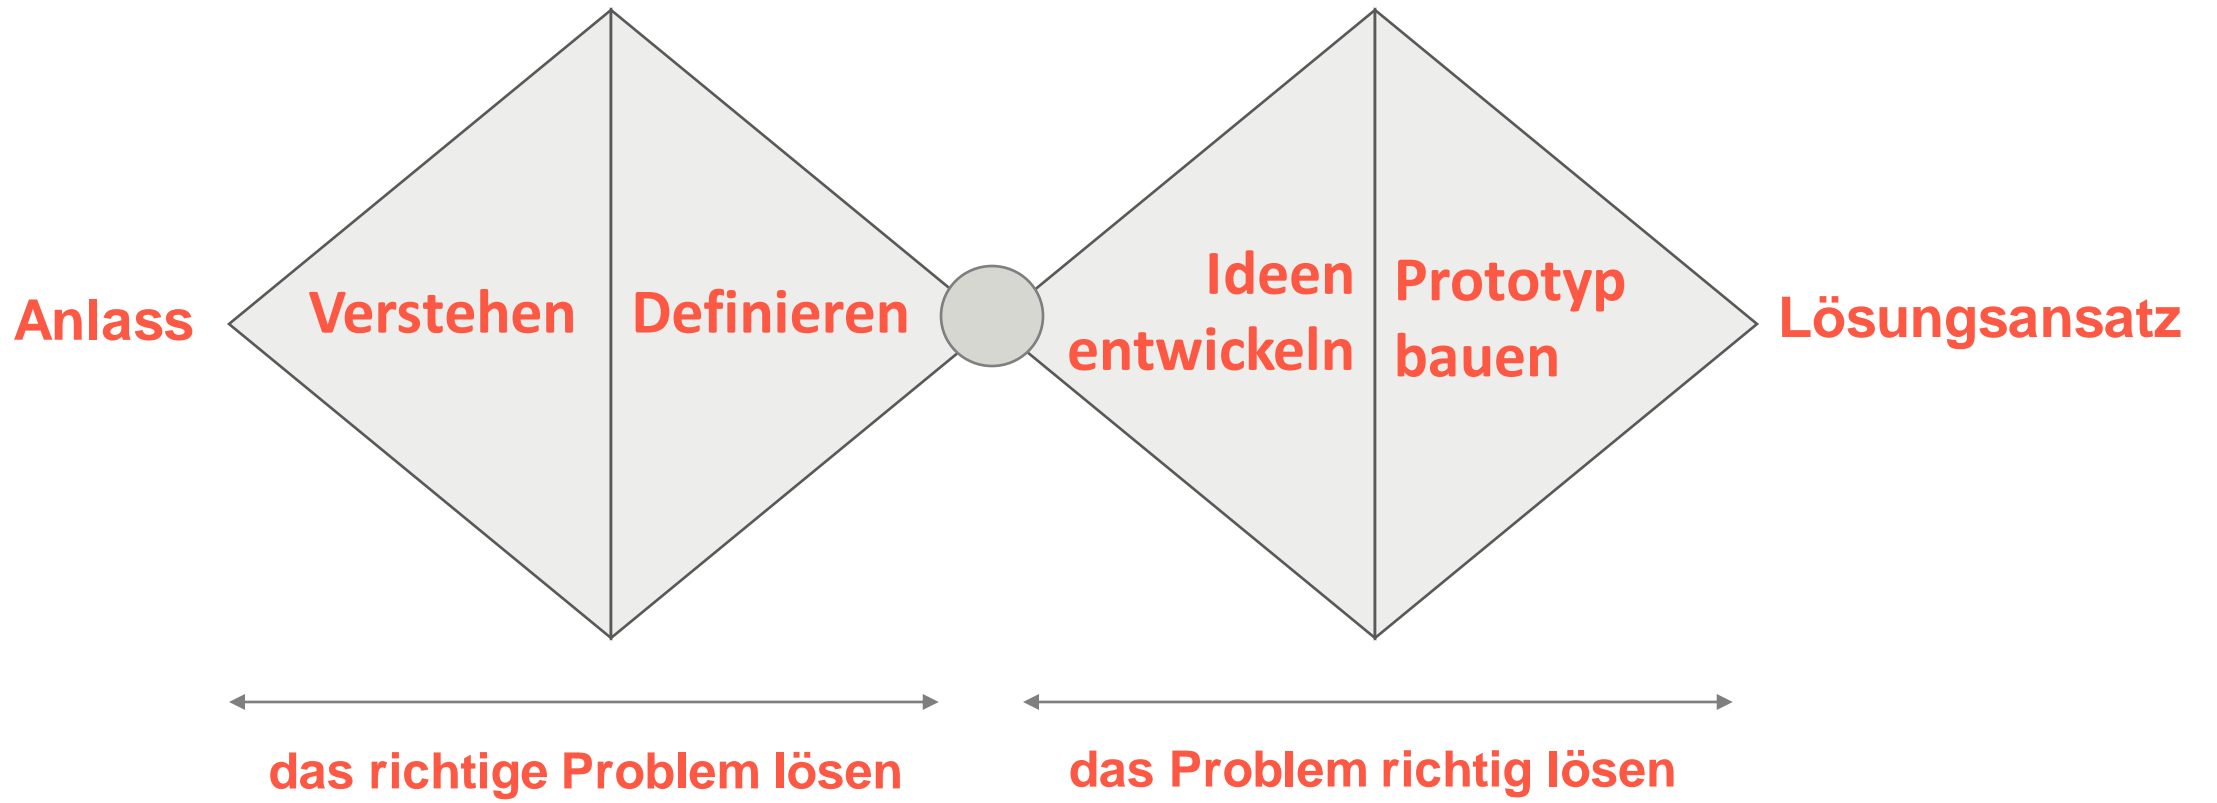 Anlass
Verstehen
Definieren
Ideen
entwickeln
Prototyp
bauen
Lösungsansatz
das richtige Problem lösen
das Problem richtig lösen